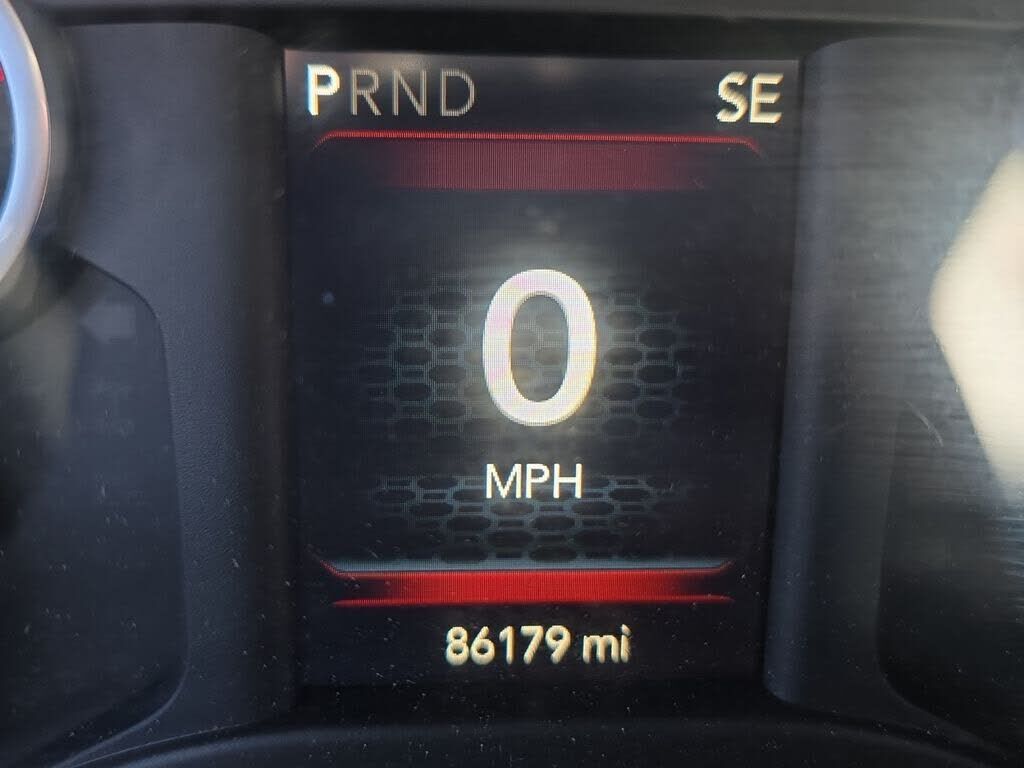 PRND SE
0
MPH
86179 mi